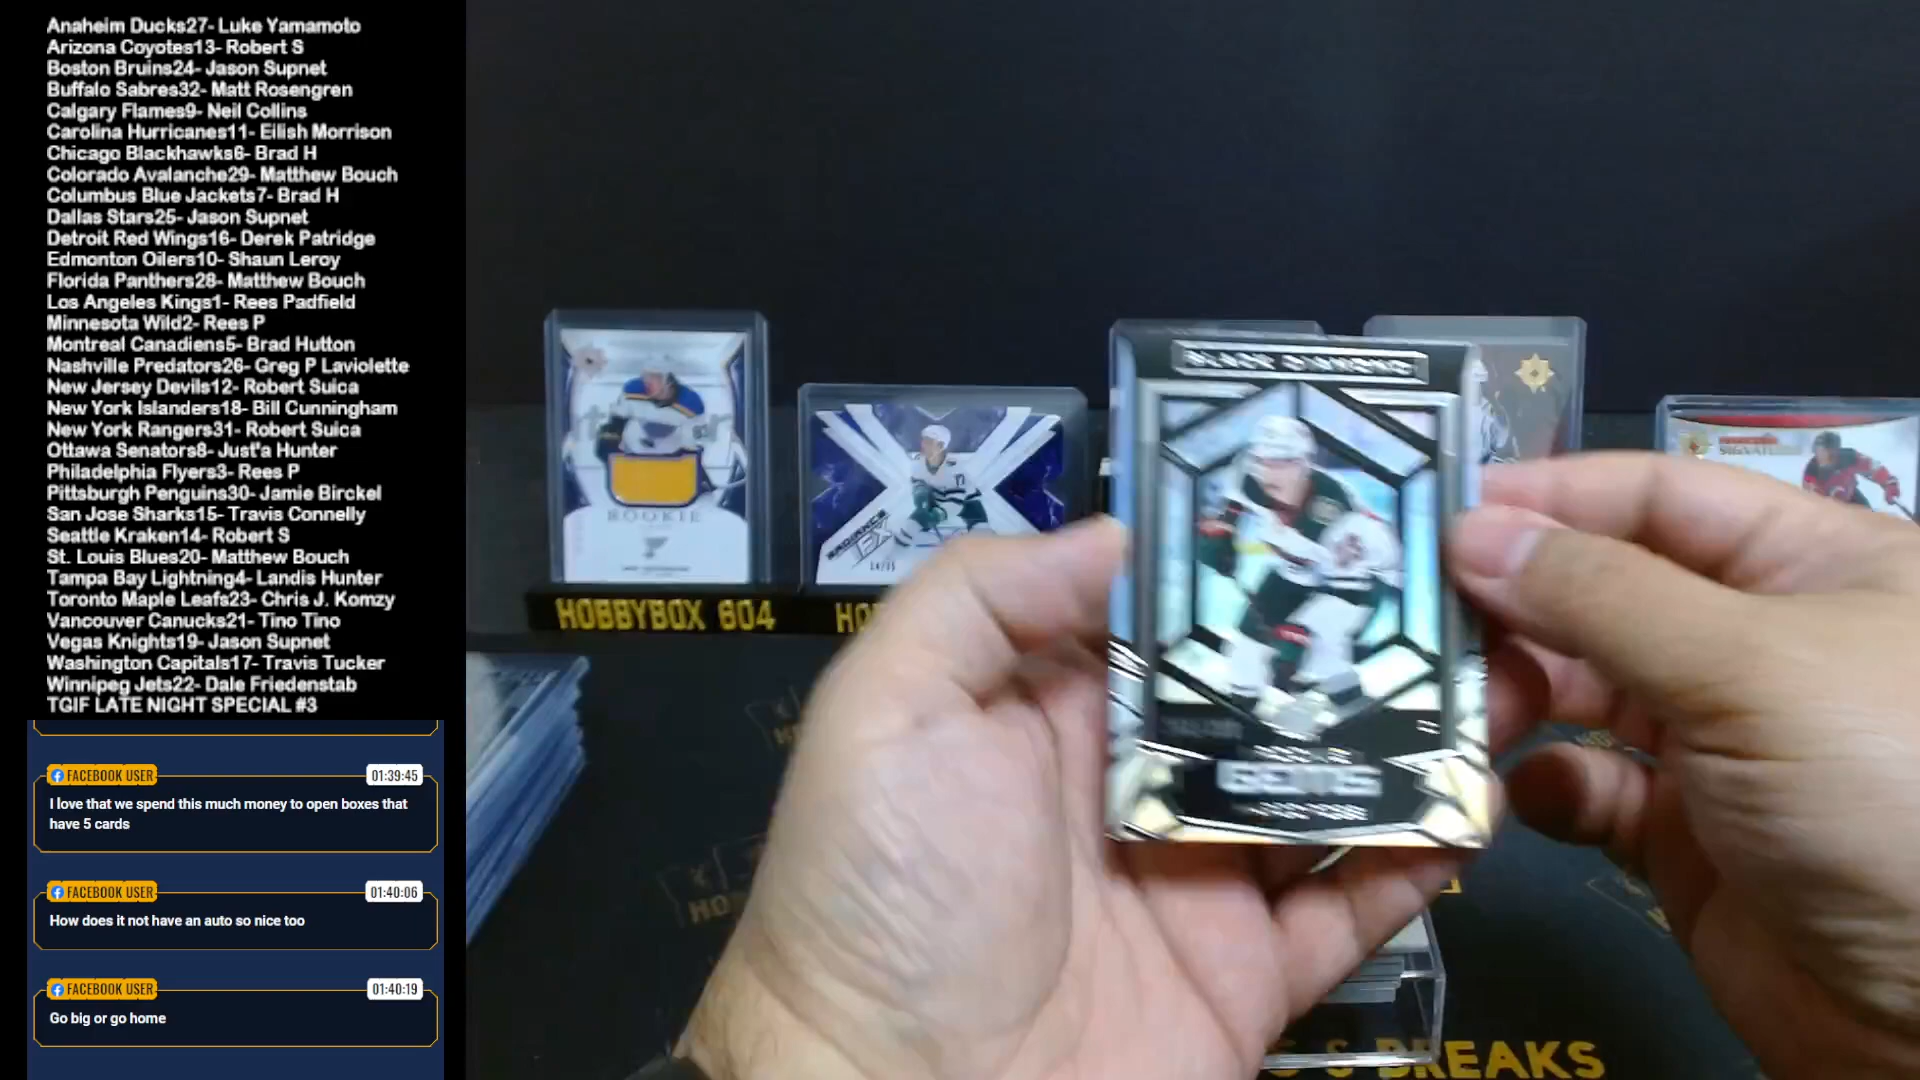 Anaheim Ducks27- Luke Yamamoto
Arizona Coyotes13- Robert S
Boston Bruins24- Jason Supnet
Buffalo Sabres32- Matt Rosengren
Calgary Flames9- Neil Collins
Carolina Hurricanes11- Eilish Morrison
Chicago Blackhawks6- Brad H
Colorado Avalanche29- Matthew Bouch
Columbus Blue Jackets7- Brad H
Dallas Stars25- Jason Supnet
Detroit Red Wings16- Derek Patridge
Edmonton Oilers10- Shaun Leroy
Florida Panthers28- Matthew Bouch
Los Angeles Kings1- Rees Padfield
Minnesota Wild2- Rees P
Montreal Canadiens5- Brad Hutton
Nashville Predators26- Greg P Laviolette
New Jersey Devils12- Robert Suica
New York Islanders18- Bill Cunningham
New York Rangers31- Robert Suica
Ottawa Senators8- Just'a Hunter
Philadelphia Flyers3- Rees P
Pittsburgh Penguins30- Jamie Birckel
San Jose Sharks15- Travis Connelly
Seattle Kraken14- Robert S
St. Louis Blues20- Matthew Bouch
Tampa Bay Lightning4- Landis Hunter
Toronto Maple Leafs23- Chris J. Komzy
Vancouver Canucks21- Tino Tino
Vegas Knights19- Jason Supnet
Washington Capitals17- Travis Tucker
Winnipeg Jets22- Dale Friedenstab
TGIF LATE NIGHT SPECIAL #3
FACEBOOK USER 01:39:45
I love that we spend this much money to open boxes that
have 5 cards
FACEBOOK USER 01:40:06
How does it not have an auto so nice too
FACEBOOK USER 01:40:19
Go big or go home
ROOKIE
HOBBYBOX 604
RADIANCE
FX
BLACK DIAMOND
ROOKIE
GEMS
SIGNATURES
HO
BREAKS